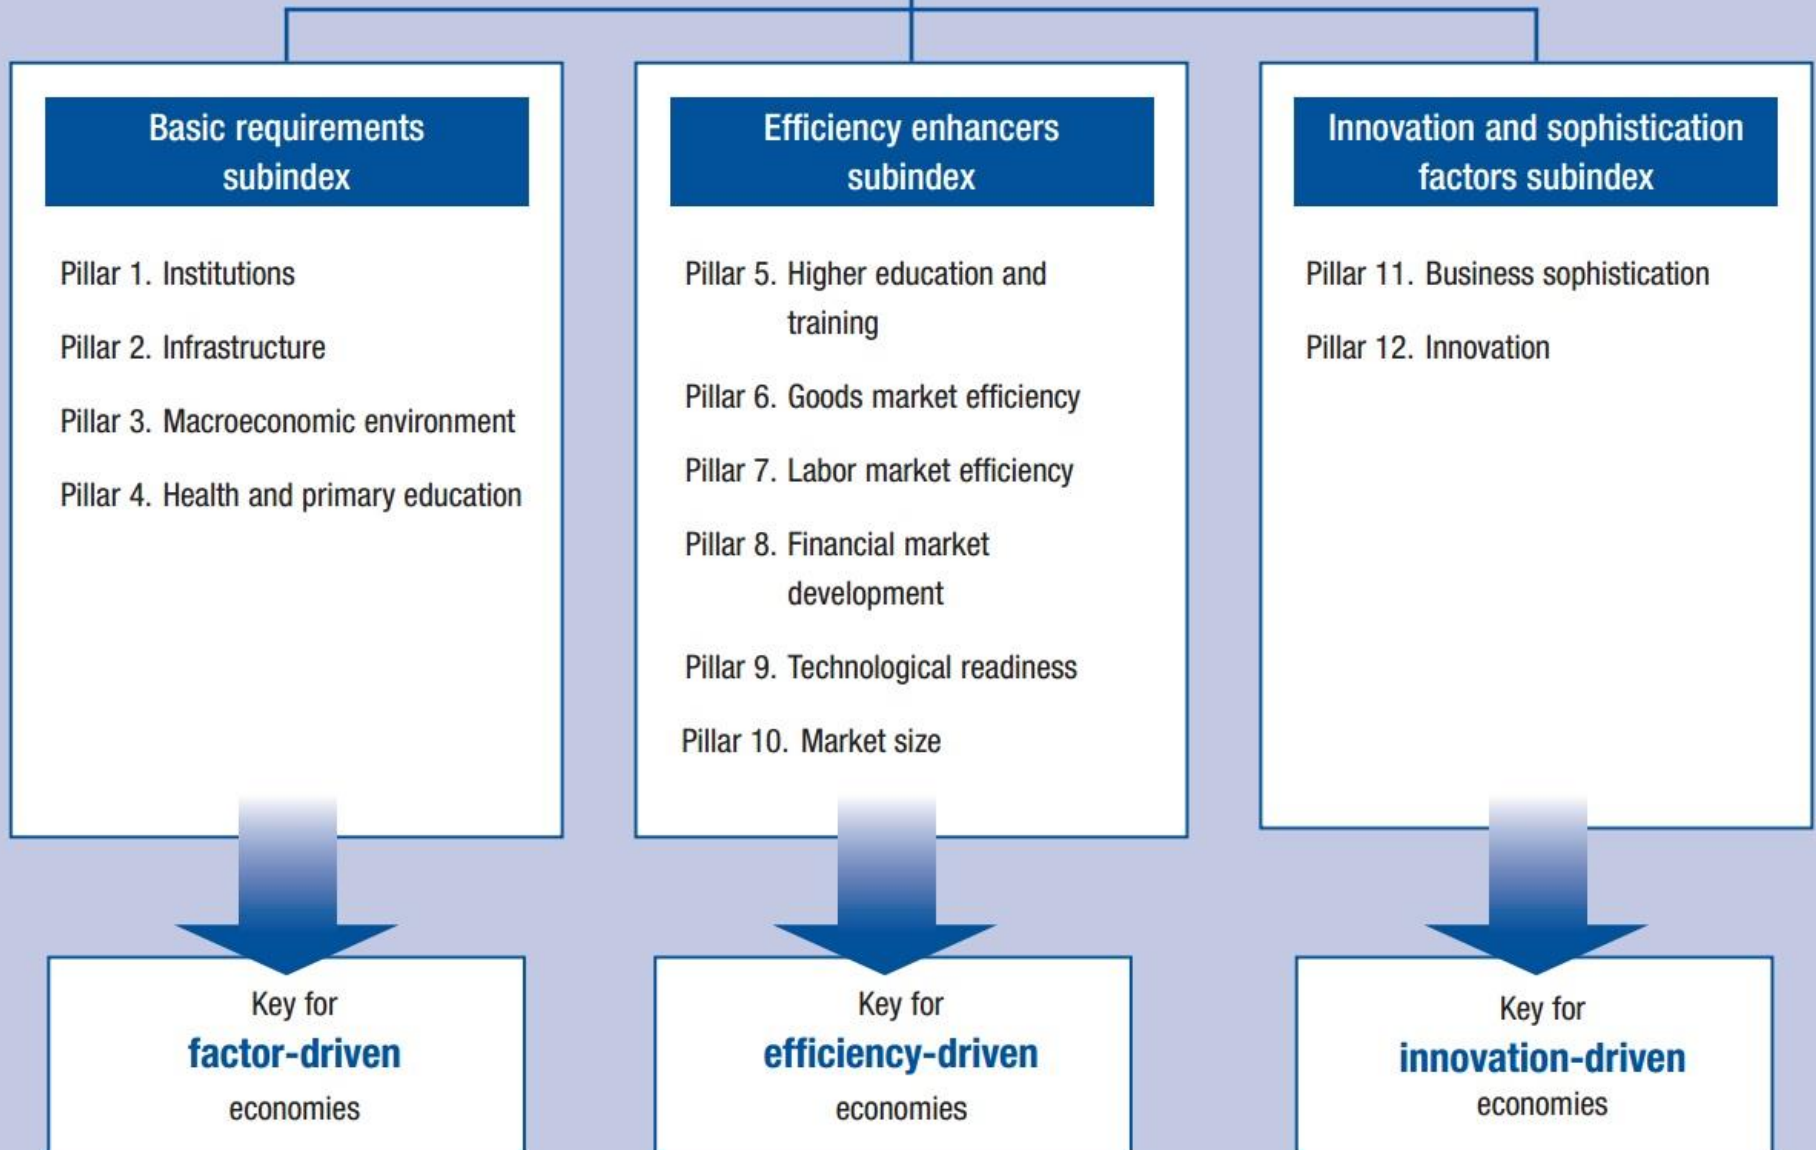 Basic requirements
subindex
Pillar 1. Institutions
Pillar 2. Infrastructure
Pillar 3. Macroeconomic environment
Pillar 4. Health and primary education
Key for
factor-driven
economies
Efficiency enhancers
subindex
Pillar 5. Higher education and
training
Pillar 6. Goods market efficiency
Pillar 7. Labor market efficiency
Pillar 8. Financial market
development
Pillar 9. Technological readiness
Pillar 10. Market size
Key for
efficiency-driven
economies
Innovation and sophistication
factors subindex
Pillar 11. Business sophistication
Pillar 12. Innovation
Key for
innovation-driven
economies